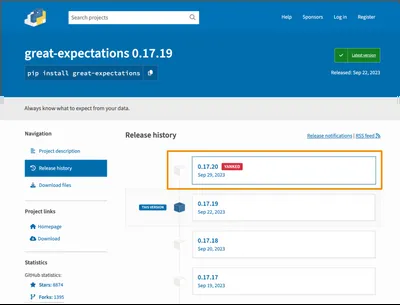 Search projects
Help
Sponsors
Log in
Register
great-expectations 0.17.19
pip install great-expectations
Latest version
Released: Sep 22, 2023
Always know what to expect from your data.
Navigation
Project description
Release history
Download files
Project links
Homepage
Download
Statistics
GitHub statistics:
Stars: 8874
Forks: 1395
Release history
Release notifications | RSS feed
0.17.20 YANKED
Sep 25, 2023
THIS VERSION
0.17.19
Sep 22, 2023
0.17.18
Sep 20, 2023
0.17.17
Sep 19, 2023